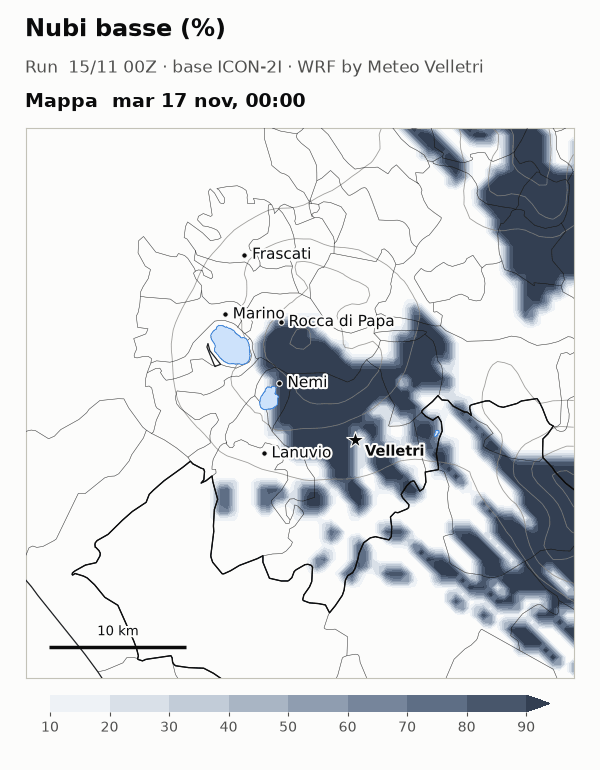 Nubi basse (%)
Run  15/11 00Z · base ICON-2I · WRF by Meteo Velletri
Mappa  mar 17 nov, 00:00
Frascati
Marino
Rocca di Papa
Nemi
Velletri
Lanuvio
10 km
10 20 30 40 50 60 70 80 90